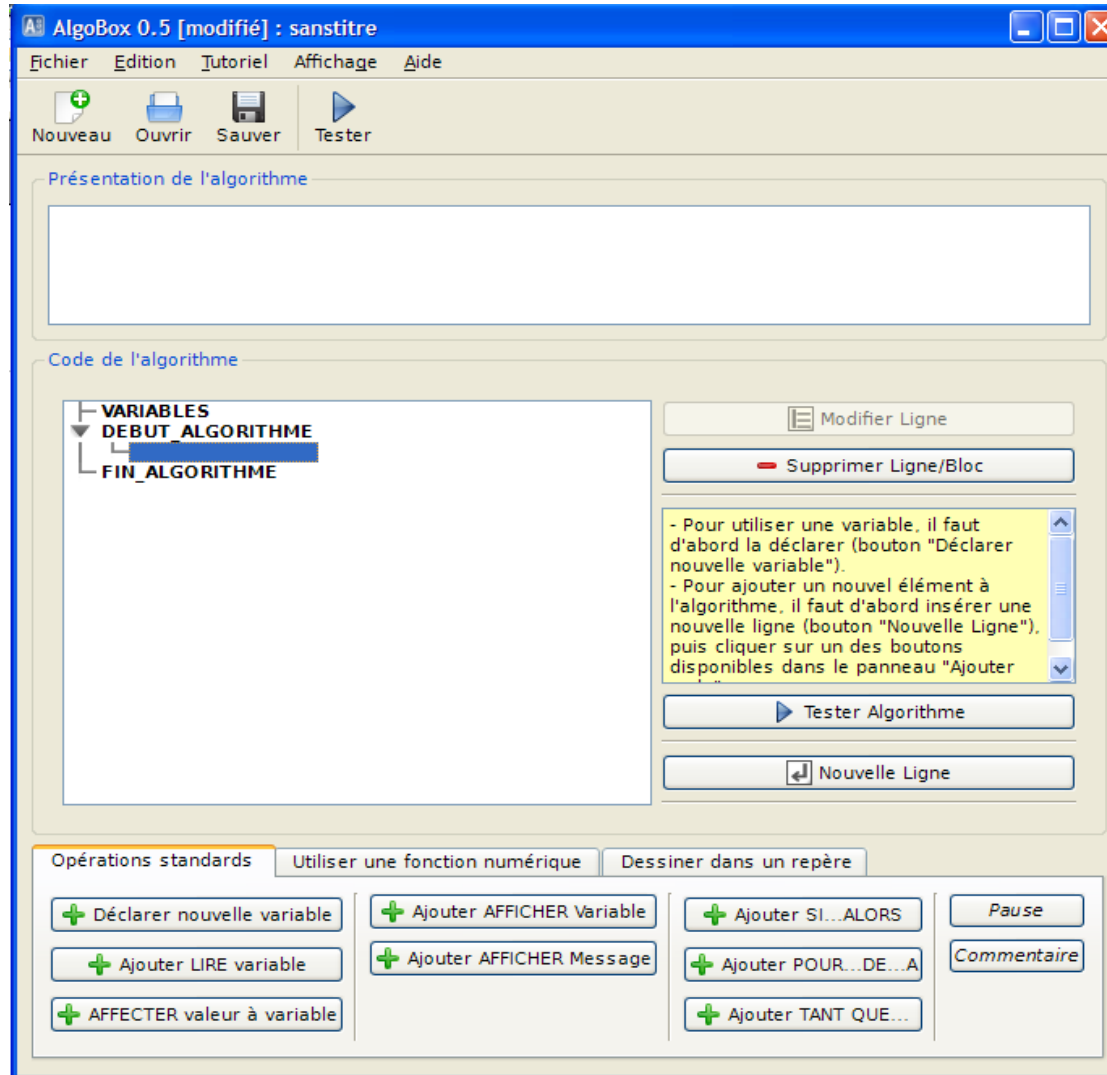 AlgoBox 0.5 [modifié] : sanstitre
Fichier Edition Tutoriel Affichage Aide
Nouveau Ouvrir Sauver Tester
Présentation de l'algorithme
Code de l'algorithme
VARIABLES
DEBUT_ALGORITHME
FIN_ALGORITHME
Modifier Ligne
Supprimer Ligne/Bloc
- Pour utiliser une variable, il faut
d'abord la déclarer (bouton "Déclarer
nouvelle variable").
- Pour ajouter un nouvel élément à
l'algorithme, il faut d'abord insérer une
nouvelle ligne (bouton "Nouvelle Ligne"),
puis cliquer sur un des boutons
disponibles dans le panneau "Ajouter
Tester Algorithme
Nouvelle Ligne
Opérations standards Utiliser une fonction numérique Dessiner dans un repère
Déclarer nouvelle variable
Ajouter LIRE variable
AFFECTER valeur à variable
Ajouter AFFICHER Variable
Ajouter AFFICHER Message
Ajouter SI...ALORS
Ajouter POUR...DE...A
Ajouter TANT QUE...
Pause
Commentaire